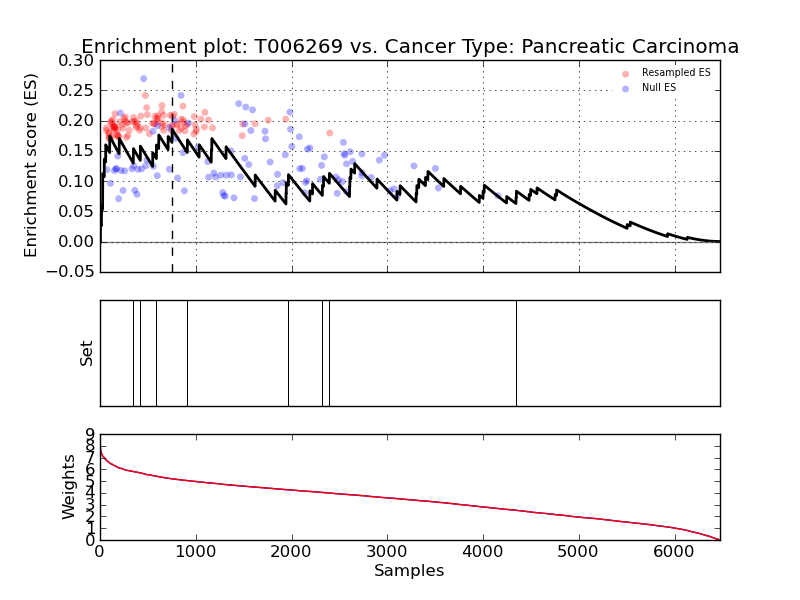 Enrichment plot: T006269 vs. Cancer Type: Pancreatic Carcinoma
Enrichment score (ES)
0.30
0.25
0.20
0.15
0.10
0.05
0.00
−0.05
Resampled ES
Null ES
Set
Weights
9
8
7
6
5
4
3
2
1
0
0 1000 2000 3000 4000 5000 6000
Samples